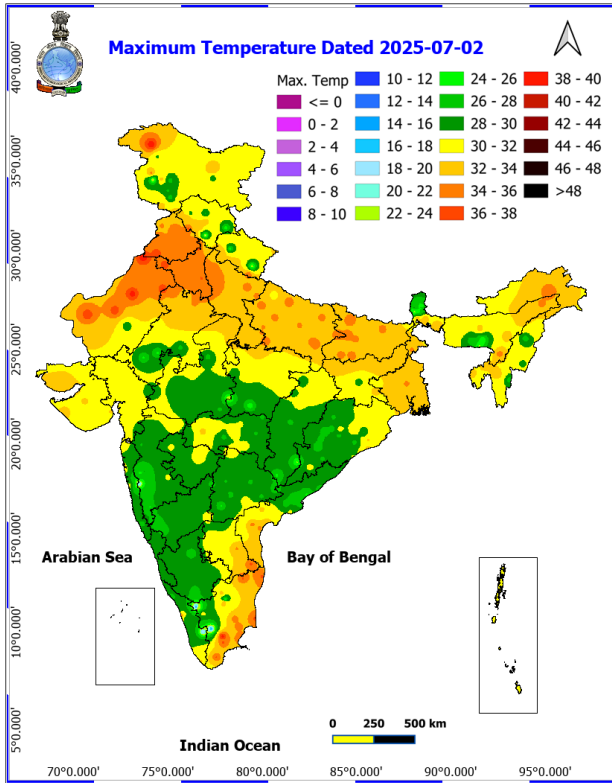 Maximum Temperature Dated 2025-07-02
Max. Temp
<= 0
0 - 2
2 - 4
4 - 6
6 - 8
8 - 10
10 - 12
12 - 14
14 - 16
16 - 18
18 - 20
20 - 22
22 - 24
24 - 26
26 - 28
28 - 30
30 - 32
32 - 34
34 - 36
36 - 38
38 - 40
40 - 42
42 - 44
44 - 46
46 - 48
>48
40°0.000'
35°0.000'
30°0.000'
25°0.000'
20°0.000'
15°0.000'
10°0.000'
5°0.000'
Arabian Sea
Bay of Bengal
Indian Ocean
0 250 500 km
70°0.000' 75°0.000' 80°0.000' 85°0.000' 90°0.000' 95°0.000'